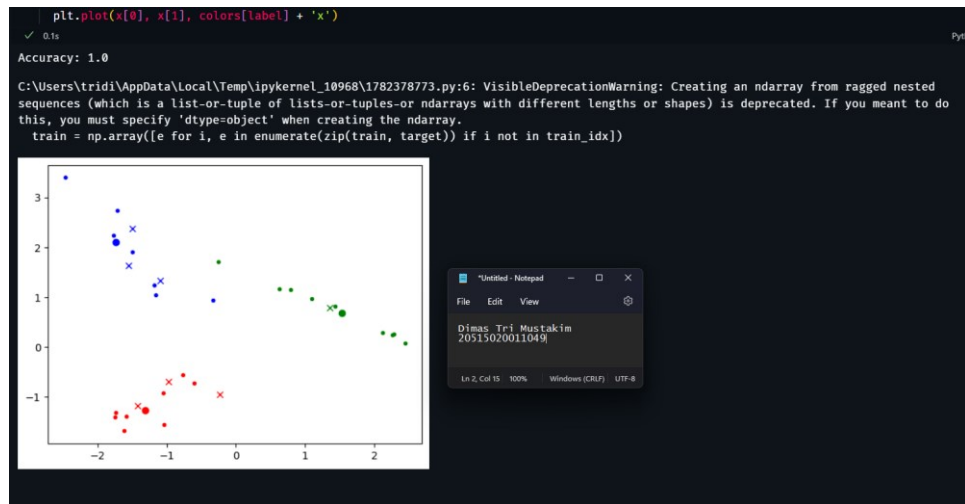 plt.plot(x[0], x[1], colors[label] + 'x')
✓ 0.1s
Pyt
Accuracy: 1.0
C:\Users\tridi\AppData\Local\Temp\ipykernel_10968\1782378773.py:6: VisibleDeprecationWarning: Creating an ndarray from ragged nested
sequences (which is a list-or-tuple of lists-or-tuples-or ndarrays with different lengths or shapes) is deprecated. If you meant to do
this, you must specify 'dtype=object' when creating the ndarray.
train = np.array([e for i, e in enumerate(zip(train, target)) if i not in train_idx])
3
2
1
0
−1
−2 −1 0 1 2
*Untitled - Notepad
File Edit View
Dimas Tri Mustakim
20515020011049
Ln 2, Col 15 100% Windows (CRLF) UTF-8